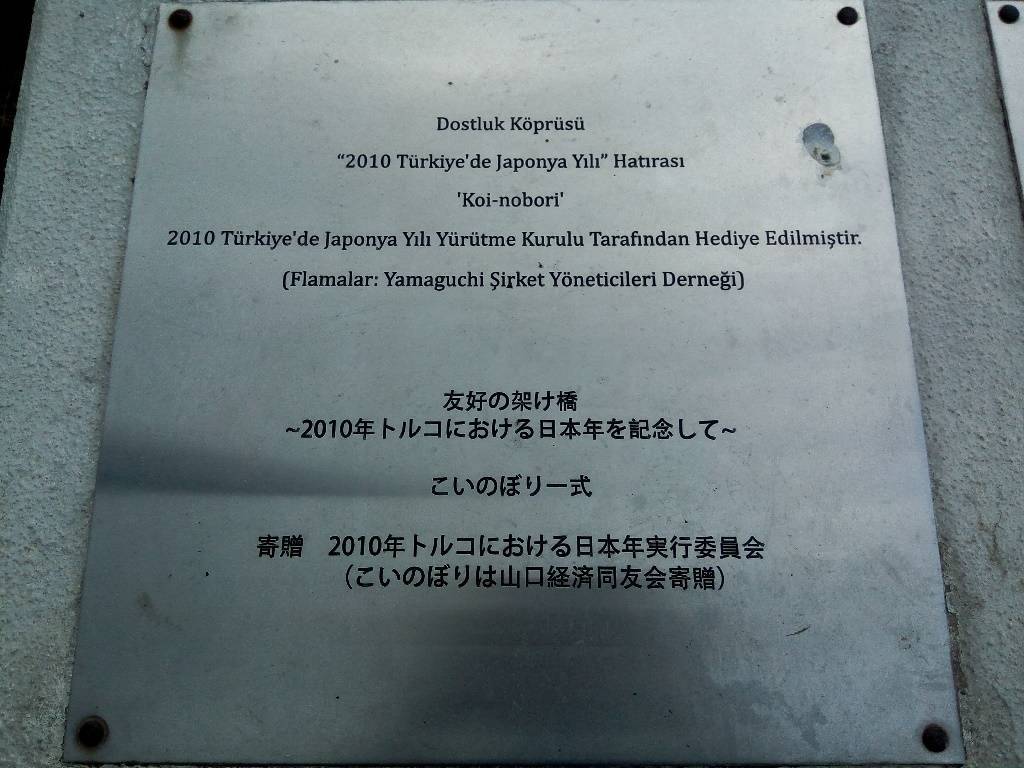 Dostluk Köprüsü
“2010 Türkiye'de Japonya Yılı” Hatırası
'Koi-nobori'
2010 Türkiye'de Japonya Yılı Yürütme Kurulu Tarafından Hediye Edilmiştir.
(Flamalar: Yamaguchi Şirket Yöneticileri Derneği)
友好の架け橋
~2010年トルコにおける日本年を記念して~
こいのぼり一式
寄贈　2010年トルコにおける日本年実行委員会
(こいのぼりは山口経済同友会寄贈)